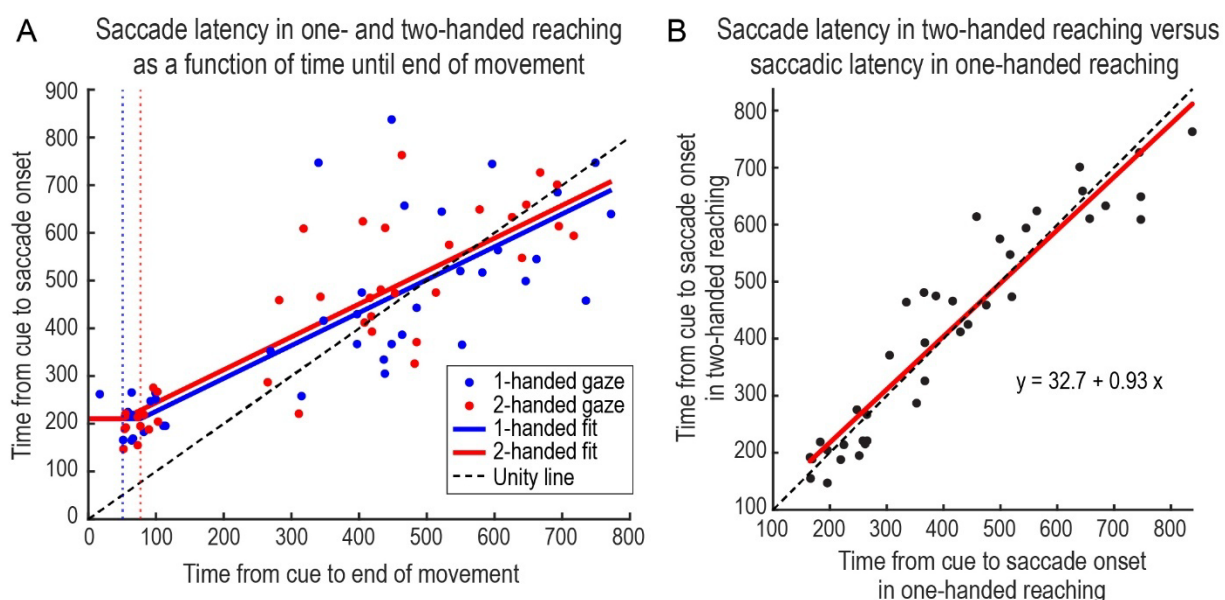 A
Saccade latency in one- and two-handed reaching
as a function of time until end of movement
Time from cue to saccade onset
900
800
700
600
500
400
300
200
100
0
0 100 200 300 400 500 600 700 800
Time from cue to end of movement
1-handed gaze
2-handed gaze
1-handed fit
2-handed fit
Unity line
B
Saccade latency in two-handed reaching versus
saccadic latency in one-handed reaching
Time from cue to saccade onset
in two-handed reaching
800
700
600
500
400
300
200
100
y = 32.7 + 0.93 x
100 200 300 400 500 600 700 800
Time from cue to saccade onset
in one-handed reaching